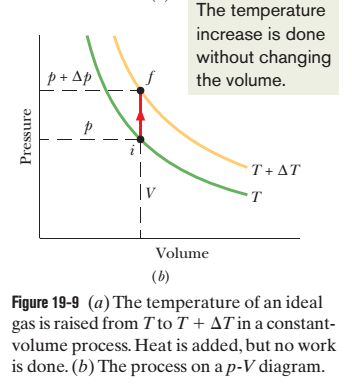 The temperature
increase is done
without changing
the volume.
p + Δp
f
p
i
Pressure
T + ΔT
V
T
Volume
(b)
Figure 19-9 (a) The temperature of an ideal
gas is raised from T to T + ΔT in a constant-
volume process. Heat is added, but no work
is done. (b) The process on a p-V diagram.